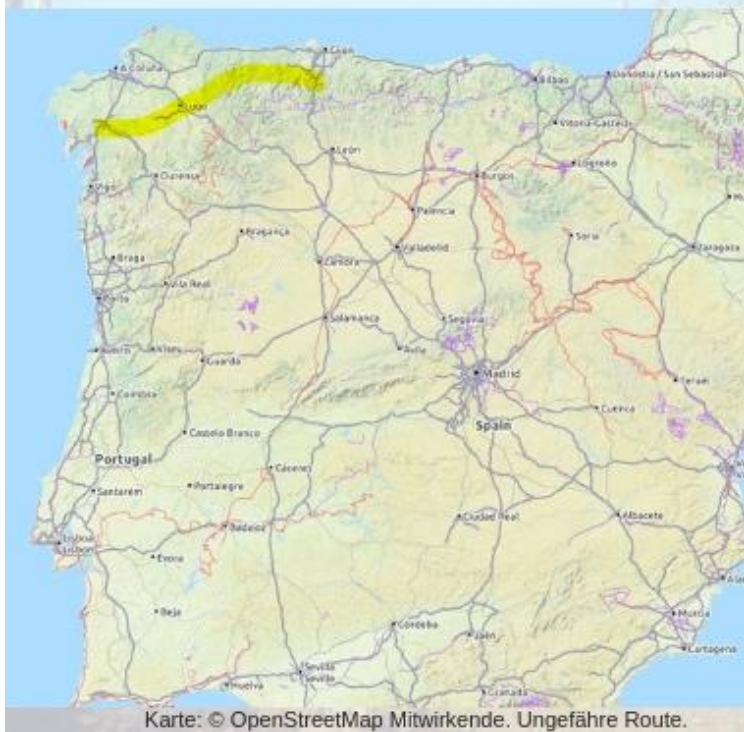 Gijón
A Coruña
Donostia / San Sebastián
Bilbao
Lugo
Vitoria-Gasteiz
León
Logroño
Ourense
Burgos
Vigo
Palencia
Bragança
Soria
Valladolid
Zaragoza
Braga
Zamora
Vila Real
Porto
Salamanca
Segovia
Aveiro
Viseu
Ávila
Guarda
Madrid
Teruel
Coimbra
Cuenca
Spain
Castelo Branco
Portugal
Cáceres
Santarém
Portalegre
Ciudad Real
Albacete
Badajoz
Lisboa
Lisbon
Évora
Beja
Murcia
Córdoba
Jaén
Cartagena
Sevilla
Seville
Huelva
Granada
Karte: © OpenStreetMap Mitwirkende. Ungefähre Route.